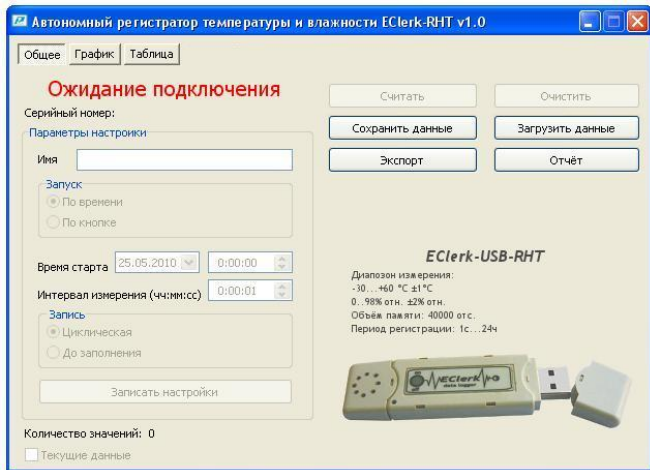 Автономный регистратор температуры и влажности EClerk-RHT v1.0
Общее График Таблица
Ожидание подключения
Серийный номер:
Параметры настройки
Имя
Запуск
По времени
По кнопке
Время старта 25.05.2010 0:00:00
Интервал измерения (чч:мм:сс) 0:00:01
Запись
Циклическая
До заполнения
Записать настройки
Количество значений: 0
Текущие данные
Считать Очистить
Сохранить данные Загрузить данные
Экспорт Отчёт
EClerk-USB-RHT
Диапозон измерения:
-30...+60 °C ±1°C
0..98% отн. ±2% отн.
Объём памяти: 40000 отс.
Период регистрации: 1с...24ч
EClerk
data logger